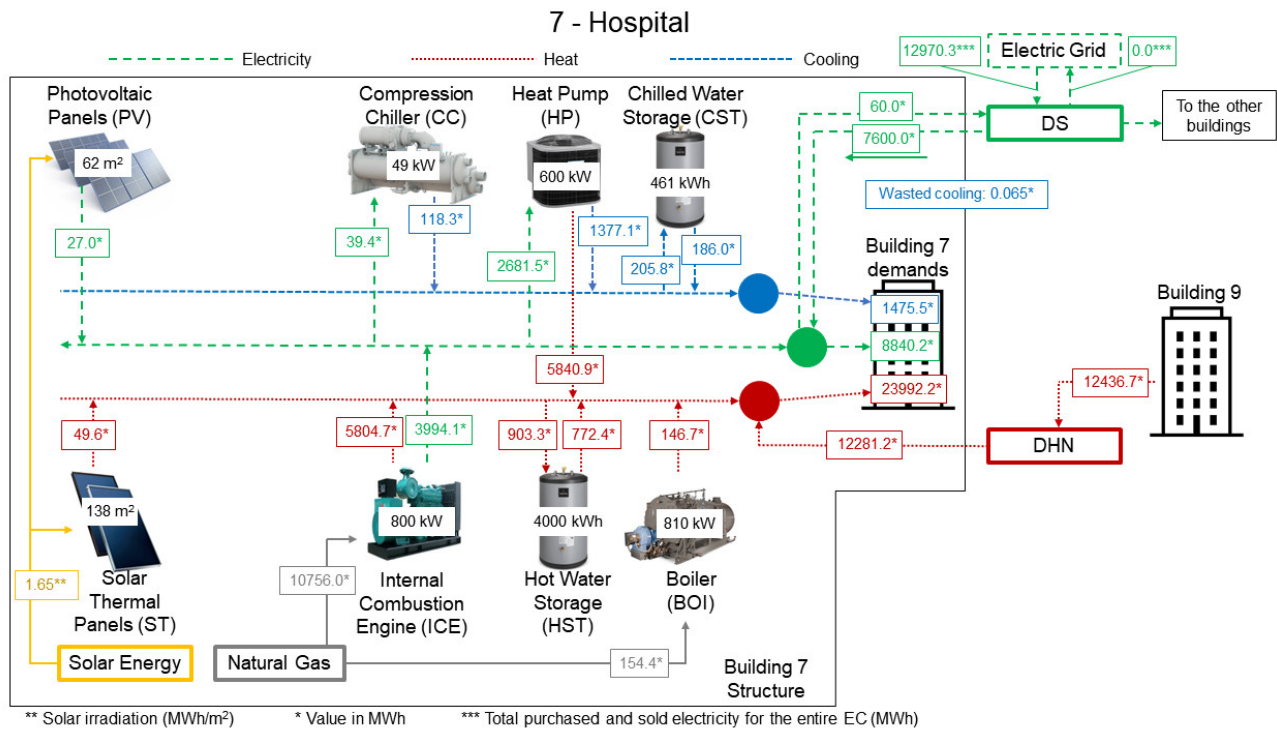 7 - Hospital
Electricity
Heat
Cooling
12970.3***
Electric Grid
0.0***
Photovoltaic
Panels (PV)
Compression
Chiller (CC)
Heat Pump
(HP)
Chilled Water
Storage (CST)
60.0*
7600.0*
DS
To the other
buildings
62 m²
49 kW
600 kW
461 kWh
Wasted cooling: 0.065*
27.0*
39.4*
118.3*
2681.5*
1377.1*
205.8*
186.0*
Building 7
demands
1475.5*
8840.2*
23992.2*
Building 9
5840.9*
12436.7*
49.6*
5804.7*
3994.1*
903.3*
772.4*
146.7*
12281.2*
DHN
138 m²
800 kW
4000 kWh
810 kW
1.65**
Solar
Thermal
Panels (ST)
10756.0*
Internal
Combustion
Engine (ICE)
Hot Water
Storage
(HST)
Boiler
(BOI)
Solar Energy
Natural Gas
154.4*
Building 7
Structure
** Solar irradiation (MWh/m²)
* Value in MWh
*** Total purchased and sold electricity for the entire EC (MWh)